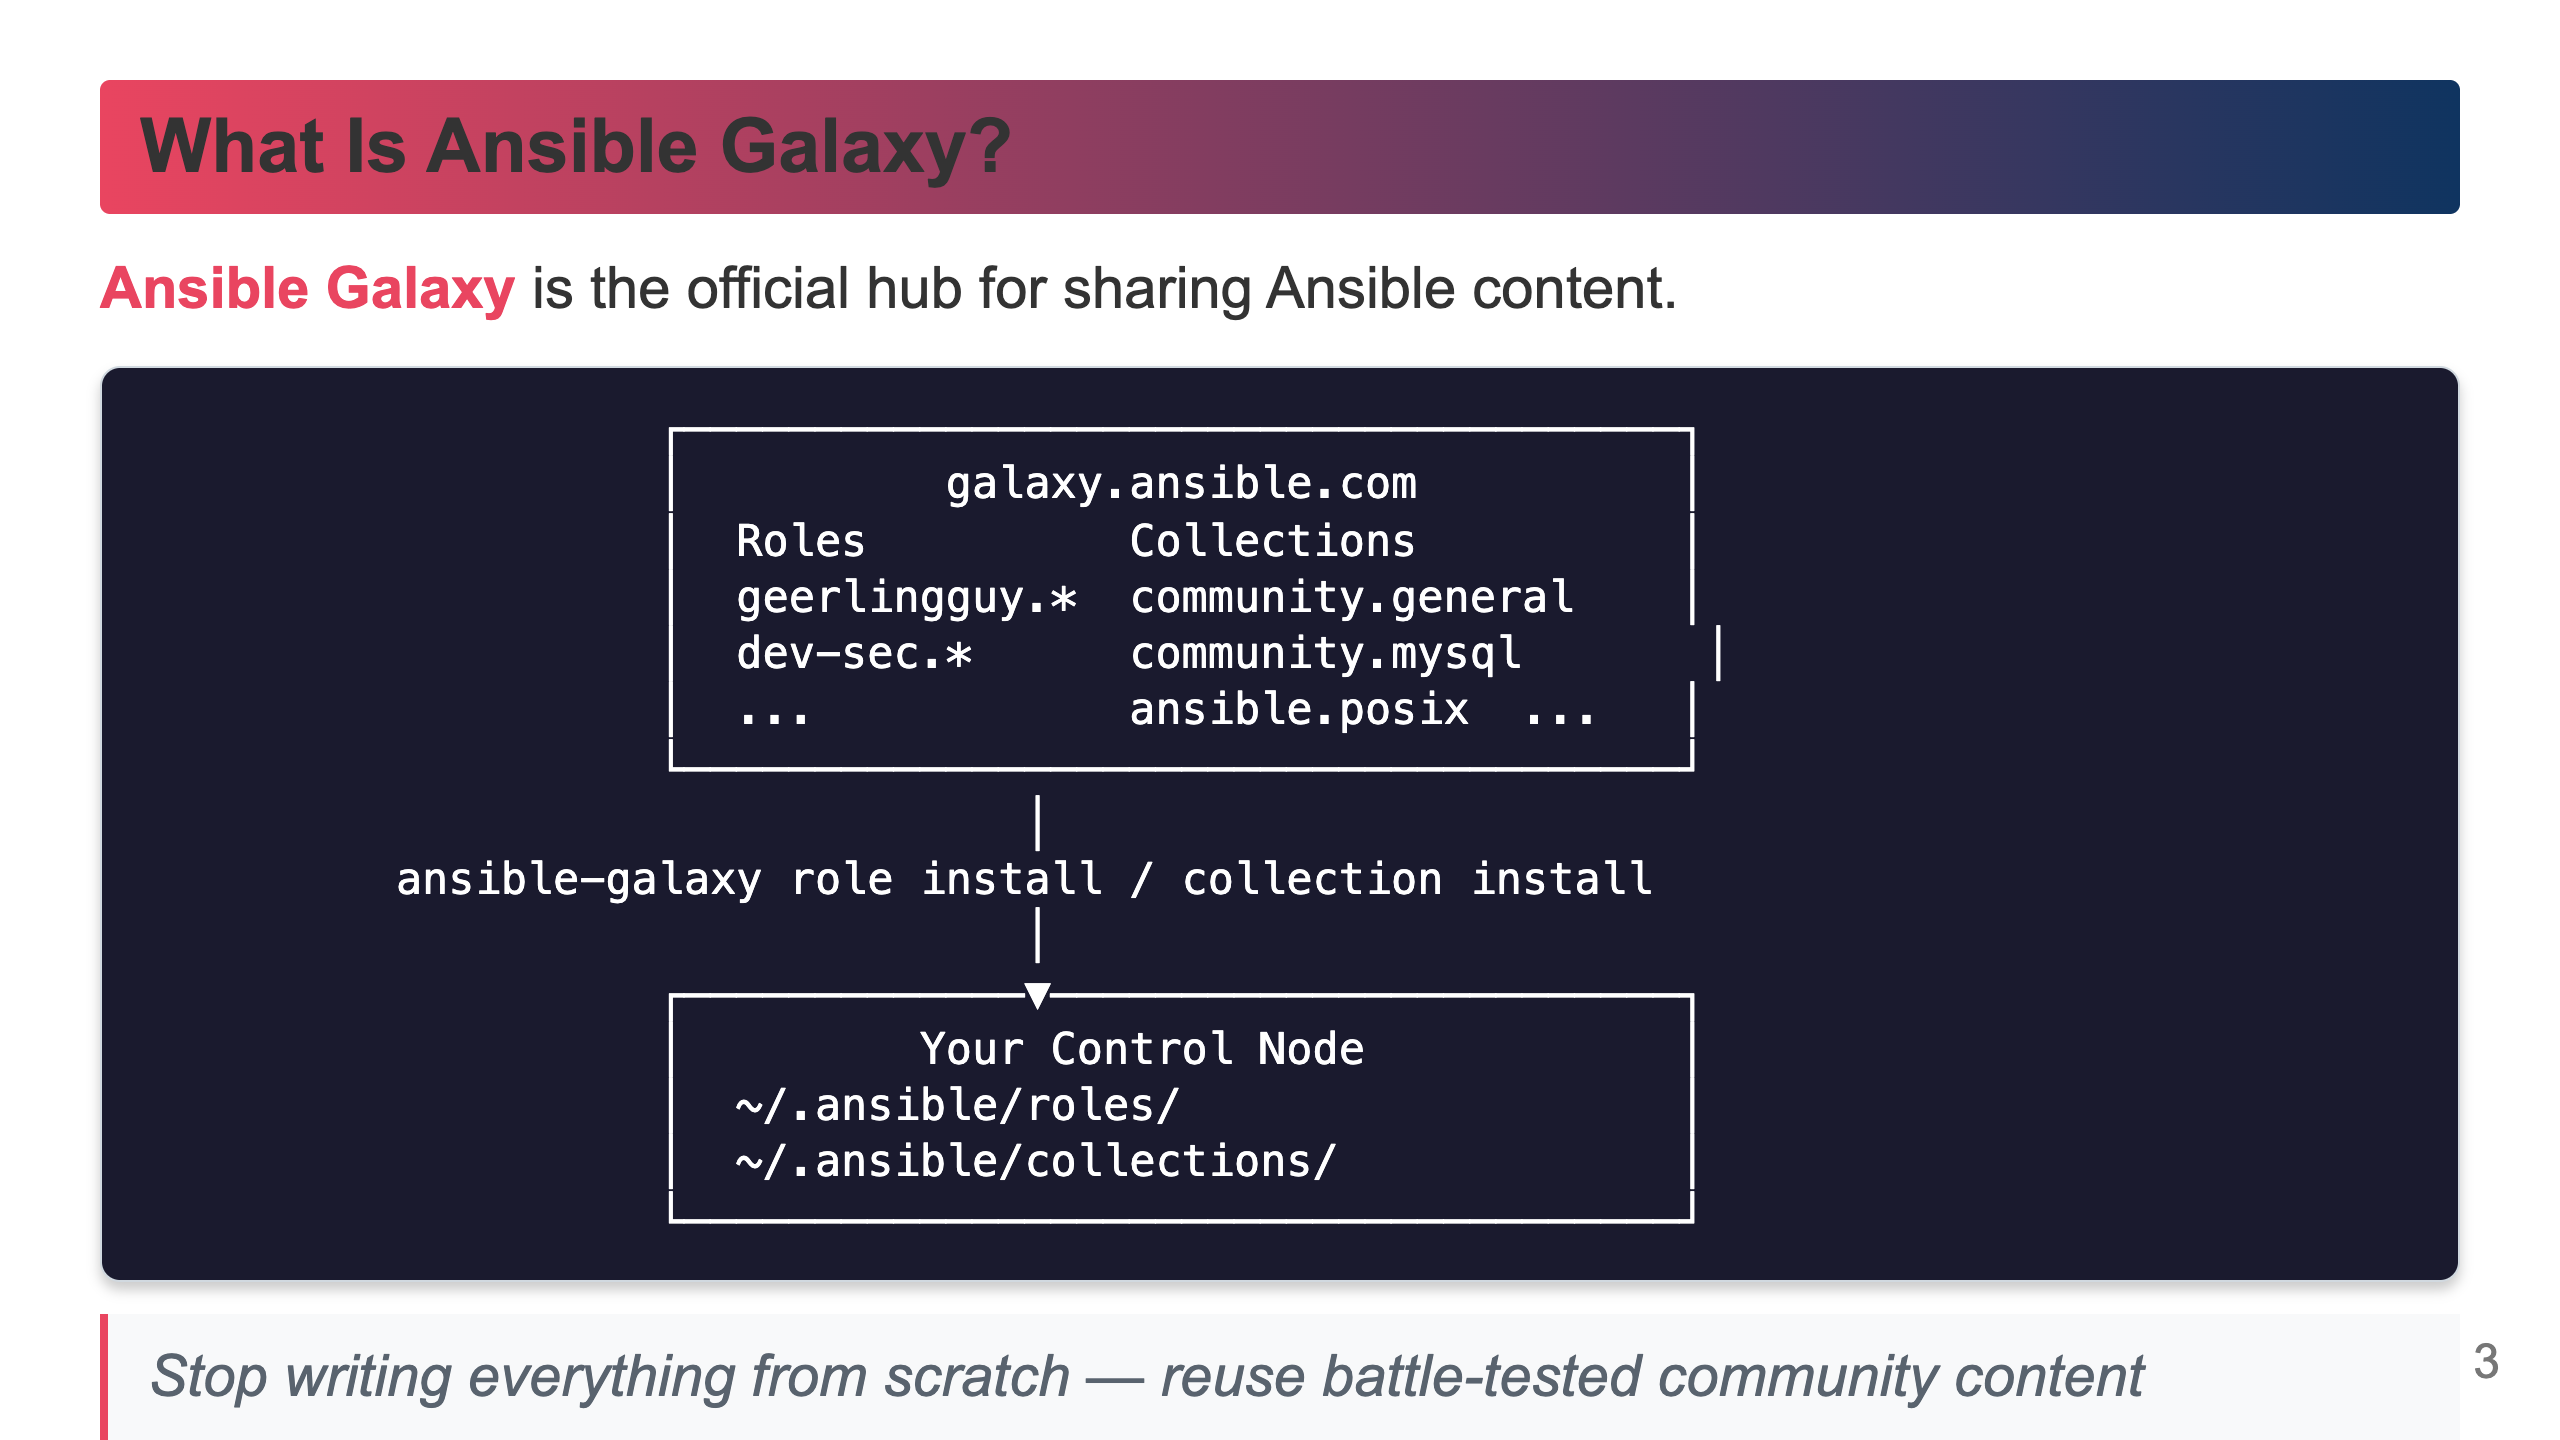 What Is Ansible Galaxy?
Ansible Galaxy is the official hub for sharing Ansible content.
galaxy.ansible.com
Roles Collections
geerlingguy.* community.general
dev-sec.* community.mysql
... ansible.posix ...
ansible-galaxy role install / collection install
Your Control Node
~/.ansible/roles/
~/.ansible/collections/
Stop writing everything from scratch — reuse battle-tested community content
3